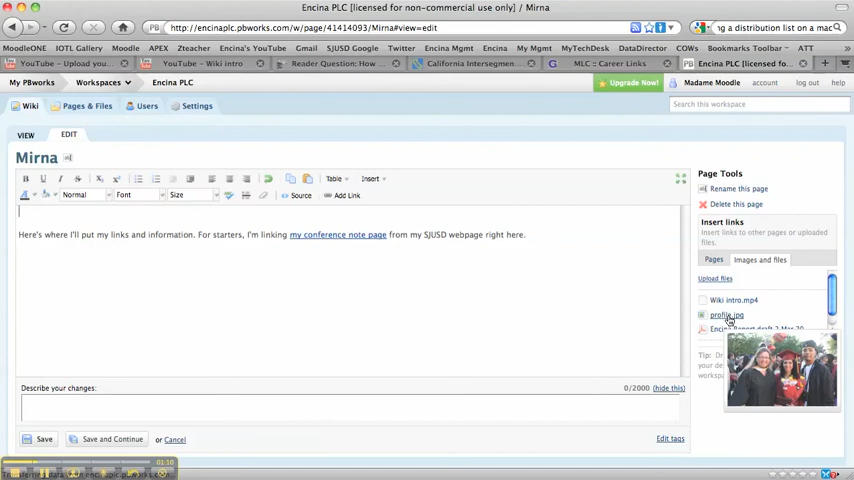 Encina PLC [licensed for non-commercial use only] / Mirna
http://encinaplc.pbworks.com/w/page/41414093/Mirna#view=edit
ng a distribution list on a mac
MoodleONE IOTL Gallery Moodle APEX Zteacher Encina's YouTube Gmail SJUSD Google Translate Encina Mgmt Encina My Mgmt MyTechDesk DataDirector COWs Bookmarks Toolbar ATT
YouTube – Upload you... YouTube – Wiki intro Reader Question: How ... California Intersegmen... MLC :: Career Links Encina PLC [licensed fo...
My PBworks Workspaces Encina PLC Upgrade Now! Madame Moodle account log out help
Wiki Pages & Files Users Settings Search this workspace
VIEW EDIT
Mirna
Page Tools
Rename this page
Delete this page
B I S Table Insert
Normal Font Size Source Add Link
Insert links
Insert links to other pages or uploaded files.
Pages Images and files
Upload files
Wiki intro.mp4
profile.jpg
Here's where I'll put my links and information. For starters, I'm linking my conference note page from my SJUSD webpage right here.
Describe your changes: 0/2000 (hide this)
Save Save and Continue or Cancel Edit tags
01:10